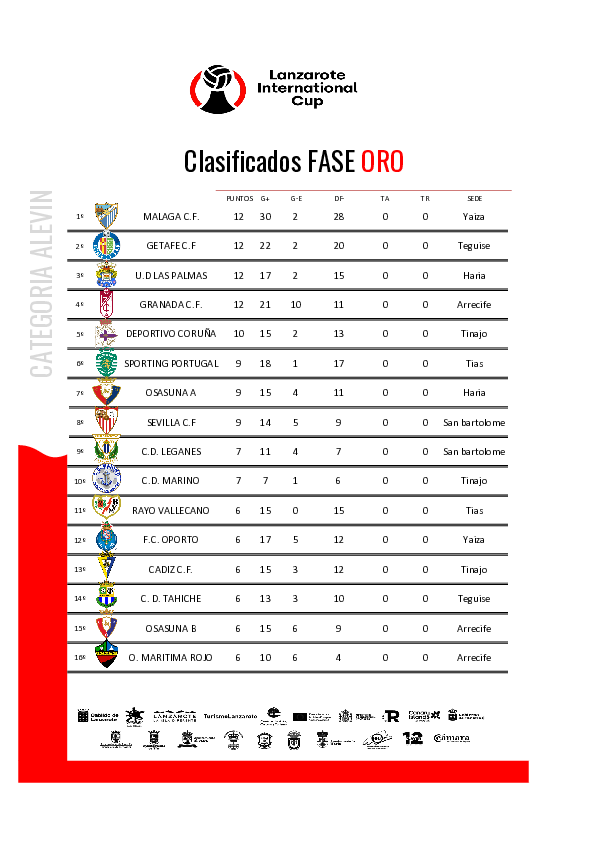 Lanzarote
International
Cup
Clasificados FASE ORO
CATEGORIA ALEVIN
PUNTOS G+ G-E DF- TA TR SEDE
1º MALAGA C.F. 12 30 2 28 0 0 Yaiza
2º GETAFE C.F 12 22 2 20 0 0 Teguise
3º U.D LAS PALMAS 12 17 2 15 0 0 Haria
4º GRANADA C.F. 12 21 10 11 0 0 Arrecife
5º DEPORTIVO CORUÑA 10 15 2 13 0 0 Tinajo
6º SPORTING PORTUGAL 9 18 1 17 0 0 Tias
7º OSASUNA A 9 15 4 11 0 0 Haria
8º SEVILLA C.F 9 14 5 9 0 0 San bartolome
9º C.D. LEGANES 7 11 4 7 0 0 San bartolome
10º C.D. MARINO 7 7 1 6 0 0 Tinajo
11º RAYO VALLECANO 6 15 0 15 0 0 Tias
12º F.C. OPORTO 6 17 5 12 0 0 Yaiza
13º CADIZ C.F. 6 15 3 12 0 0 Tinajo
14º C. D. TAHICHE 6 13 3 10 0 0 Teguise
15º OSASUNA B 6 15 6 9 0 0 Arrecife
16º O. MARITIMA ROJO 6 10 6 4 0 0 Arrecife
Cabildo de Lanzarote LANZAROTE TurismoLanzarote Canary Islands
12 Cámara